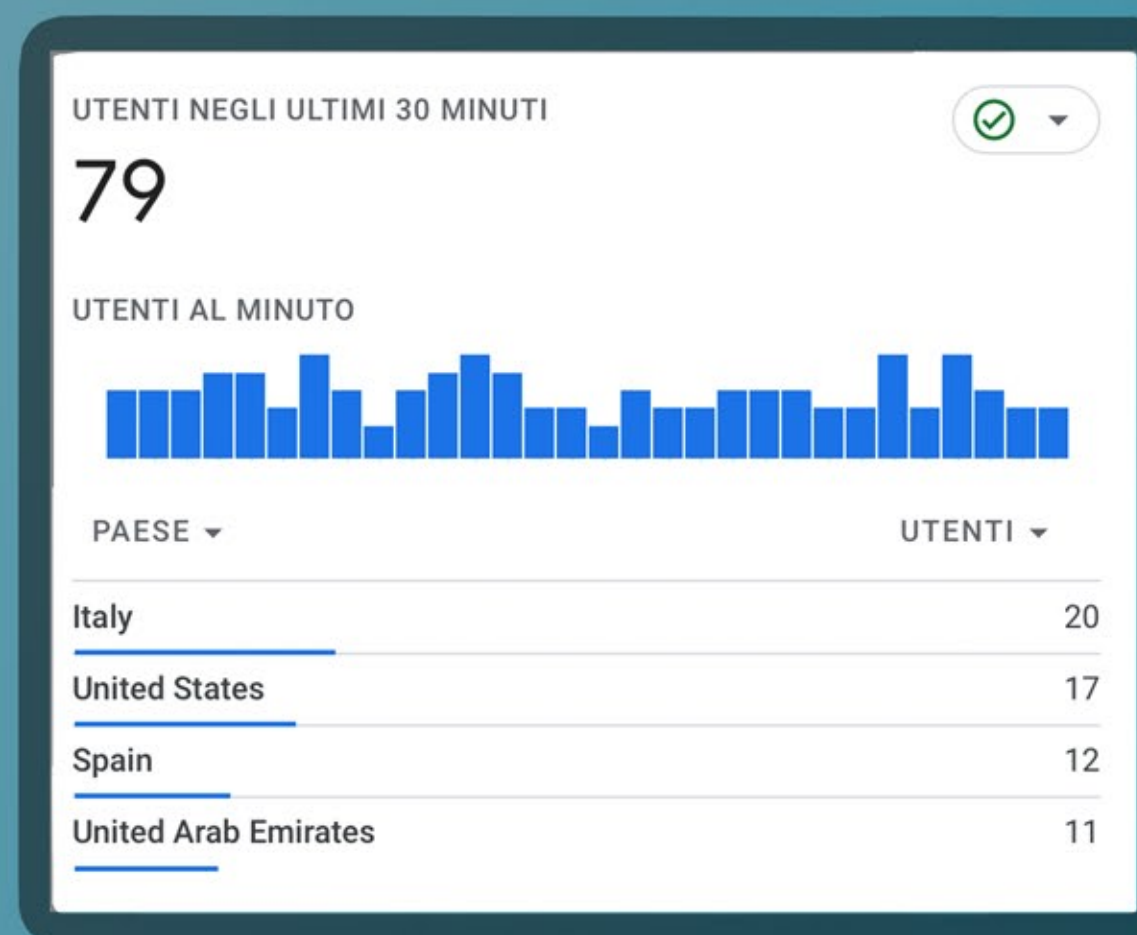 UTENTI NEGLI ULTIMI 30 MINUTI
79
UTENTI AL MINUTO
PAESE UTENTI
Italy 20
United States 17
Spain 12
United Arab Emirates 11